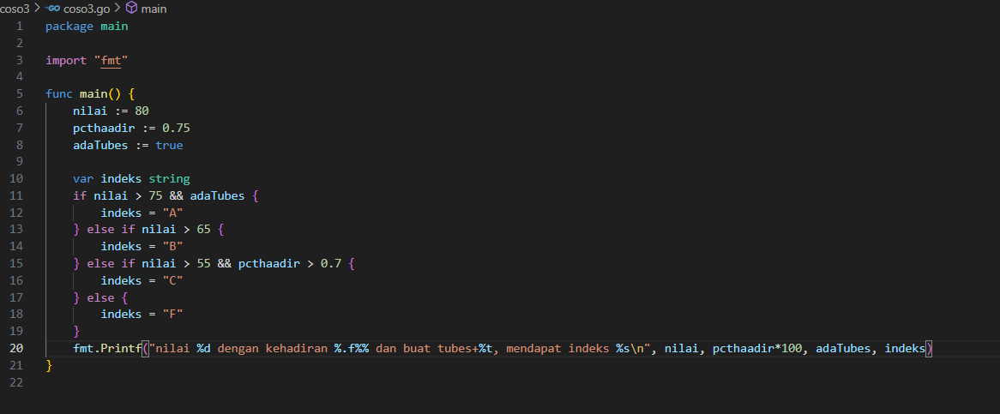 coso3 > coso3.go > main
1 package main
2
3 import "fmt"
4
5 func main() {
6     nilai := 80
7     pcthaadir := 0.75
8     adaTubes := true
9
10     var indeks string
11     if nilai > 75 && adaTubes {
12         indeks = "A"
13     } else if nilai > 65 {
14         indeks = "B"
15     } else if nilai > 55 && pcthaadir > 0.7 {
16         indeks = "C"
17     } else {
18         indeks = "F"
19     }
20     fmt.Printf("nilai %d dengan kehadiran %.f%% dan buat tubes+%t, mendapat indeks %s\n", nilai, pcthaadir*100, adaTubes, indeks)
21 }
22